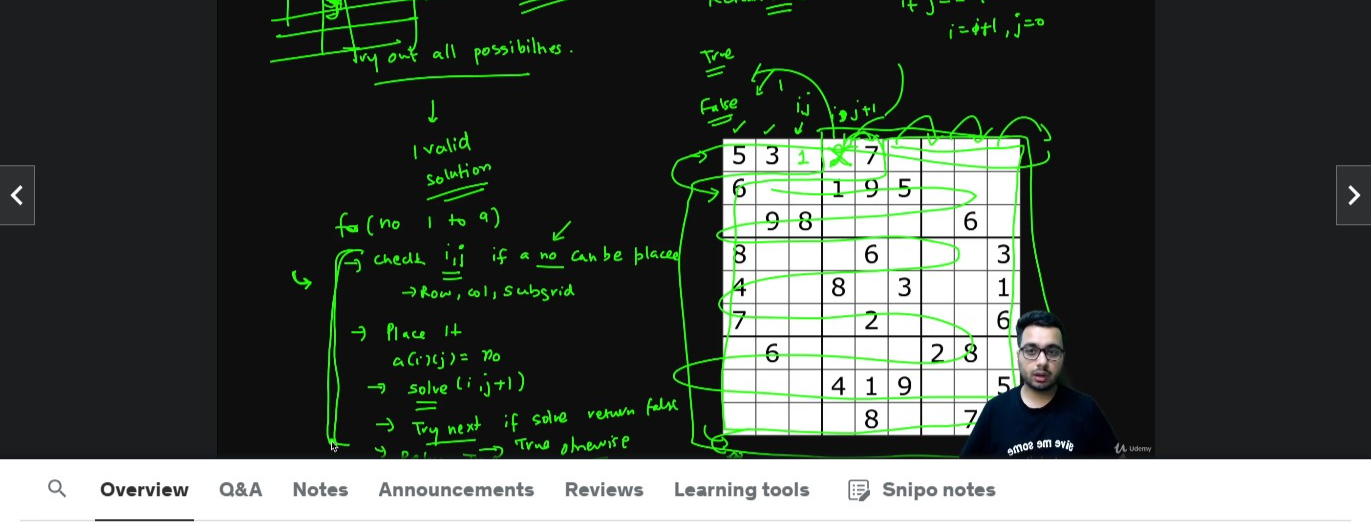 Try out all possibilties.
1 valid
solution
for (no 1 to 9)
→ check i,j if a no can be placed
→ Row, col, subgrid
→ Place it
a(i)(j) = no
→ solve (i,j+1)
→ Try next if solve return false
→ True otherwise
i=i+1, j=0
True
False
1
ij
i,j+1
5 3 1 7
6 1 9 5
9 8 6
8 6 3
4 8 3 1
7 2 6
6 2 8
4 1 9 5
8 7
Udemy
Overview Q&A Notes Announcements Reviews Learning tools Snipo notes